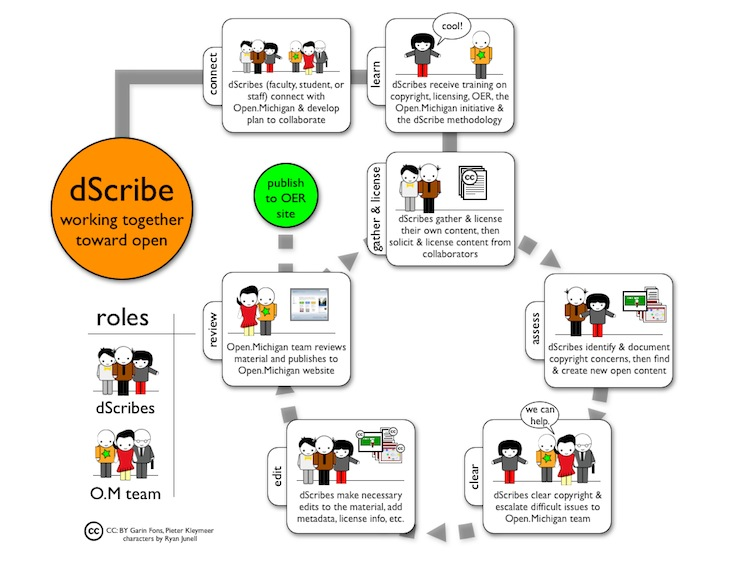 dScribe
working together
toward open
connect
dScribes (faculty, student, or
staff) connect with
Open.Michigan & develop
plan to collaborate
learn
cool!
dScribes receive training on
copyright, licensing, OER, the
Open.Michigan initiative &
the dScribe methodology
gather & license
cc
dScribes gather & license
their own content, then
solicit & license content from
collaborators
assess
dScribes identify & document
copyright concerns, then find
& create new open content
clear
we can
help.
dScribes clear copyright &
escalate difficult issues to
Open.Michigan team
edit
cc
cc
cc
dScribes make necessary
edits to the material, add
metadata, license info, etc.
review
Open.Michigan team reviews
material and publishes to
Open.Michigan website
publish
to OER
site
roles
dScribes
O.M team
cc
CC: BY Garin Fons, Pieter Kleymeer
characters by Ryan Junell